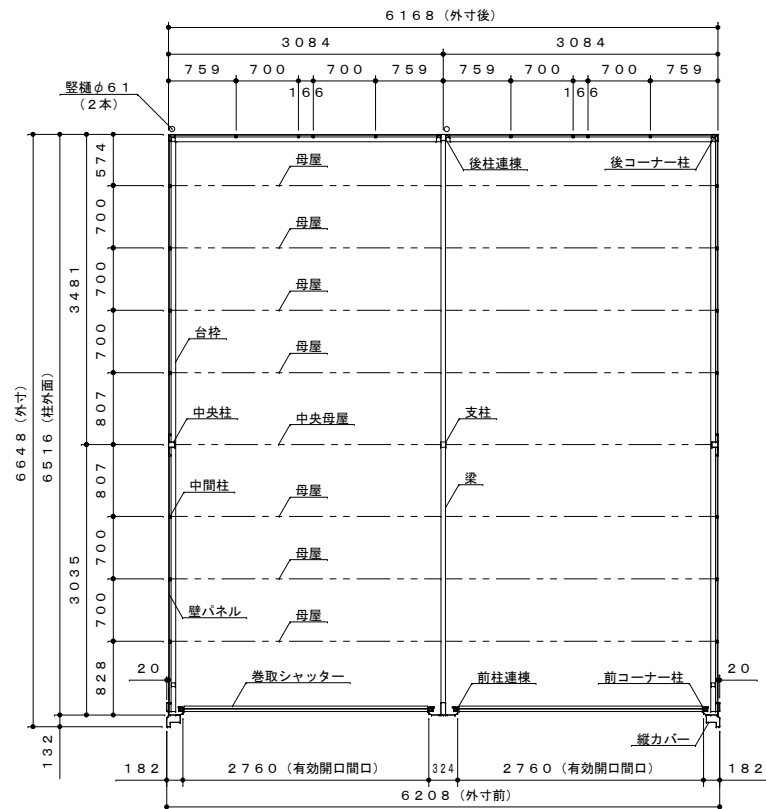 ６１６８（外寸後）
３０８４　３０８４
７５９　７００　７００　７５９　７５９　７００　７００　７５９
１６６　１６６
竪樋φ６１
（２本）
後柱連棟　後コーナー柱
５７４
母屋
７００
母屋
７００
母屋
３４８１
７００
台枠
母屋
８０７
中央柱　中央母屋　支柱
６６４８（外寸）
６５１６（柱外面）
８０７
中間柱　母屋　梁
７００
母屋
３０３５
７００
壁パネル　母屋
８２８
２０　巻取シャッター　前柱連棟　前コーナー柱　２０
１３２
縦カバー
１８２　２７６０（有効開口間口）　３２４　２７６０（有効開口間口）　１８２
６２０８（外寸前）